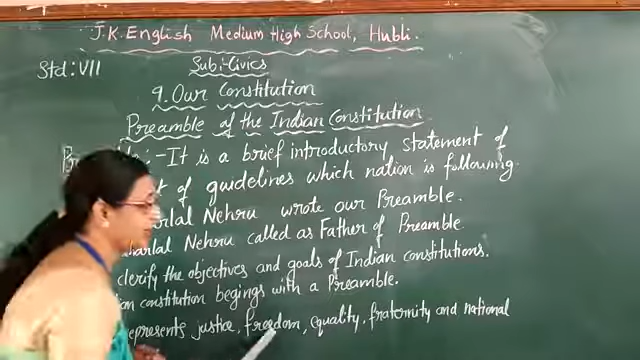 J.K. English Medium High School, Hubli.
Std: VII Sub:-Civics
9. Our Constitution
Preamble of the Indian Constitution
:- It is a brief introductory statement of
of guidelines which nation is following.
Nehru wrote our Preamble.
Nehru called as Father of Preamble.
clerify the objectives and goals of Indian constitutions.
constitution begings with a Preamble.
represents justice, freedom, equality, fraternity and national